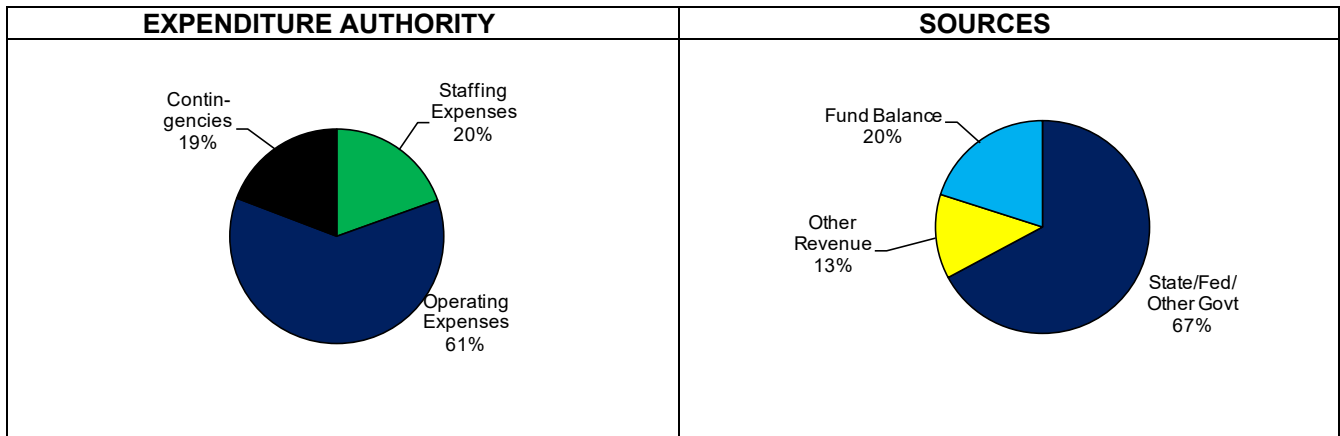 EXPENDITURE AUTHORITY
Contin-
gencies
19%
Staffing
Expenses
20%
Operating
Expenses
61%
SOURCES
Fund Balance
20%
Other
Revenue
13%
State/Fed/
Other Govt
67%